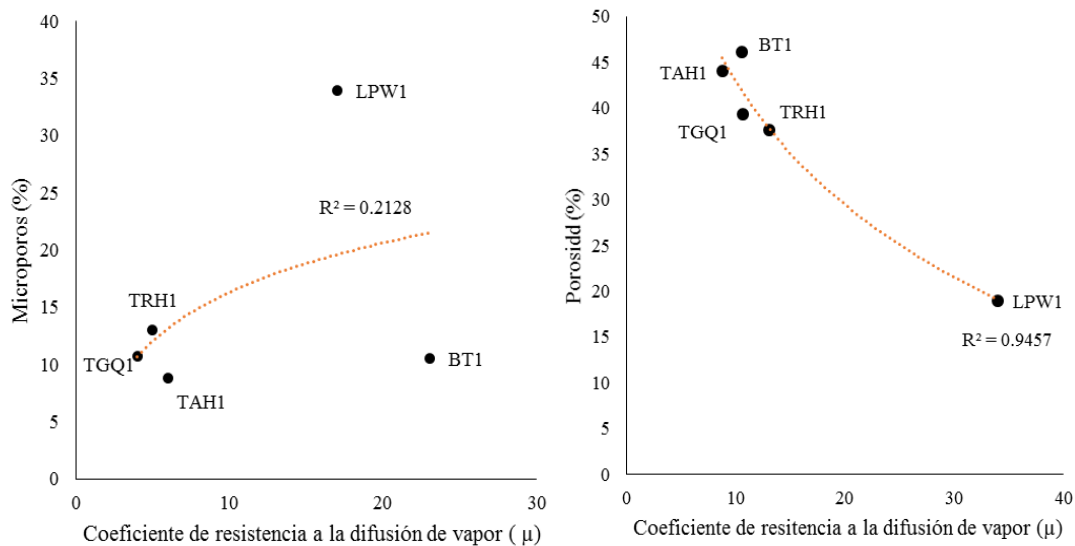 40
35
30
25
20
15
10
5
0
Microporos (%)
LPW1
R² = 0.2128
TRH1
TGQ1
TAH1
BT1
0 10 20 30
Coeficiente de resistencia a la difusión de vapor ( μ)
50
45
40
35
30
25
20
15
10
5
0
Porosidd (%)
BT1
TAH1
TGQ1
TRH1
LPW1
R² = 0.9457
0 10 20 30 40
Coeficiente de resitencia a la difusión de vapor (μ)